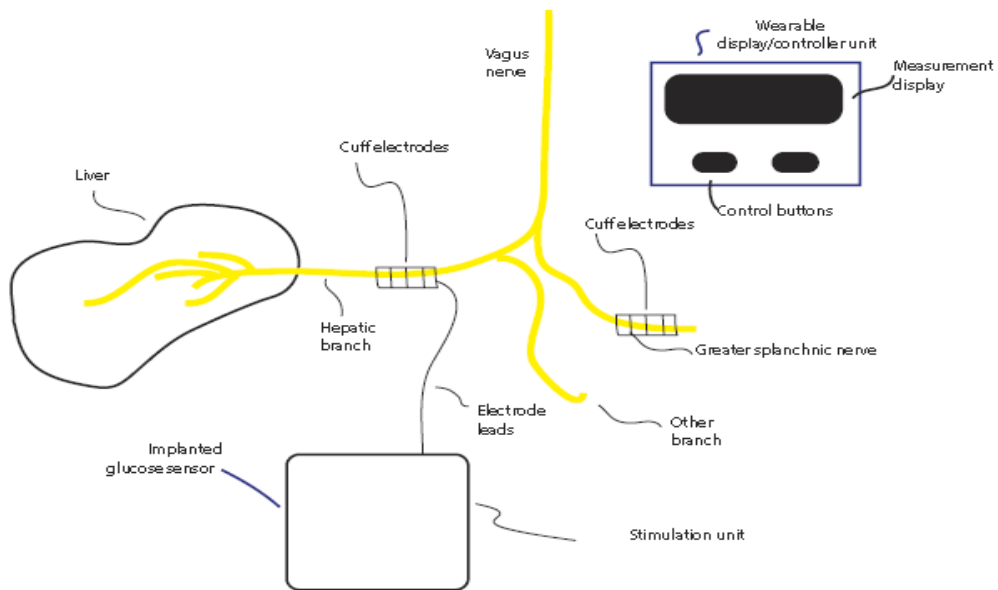 Wearable
display/controller unit
Vagus
nerve
Measurement
display
Cuff electrodes
Liver
Control buttons
Cuff electrodes
Hepatic
branch
Greater splanchnic nerve
Electrode
leads
Other
branch
Implanted
glucose sensor
Stimulation unit